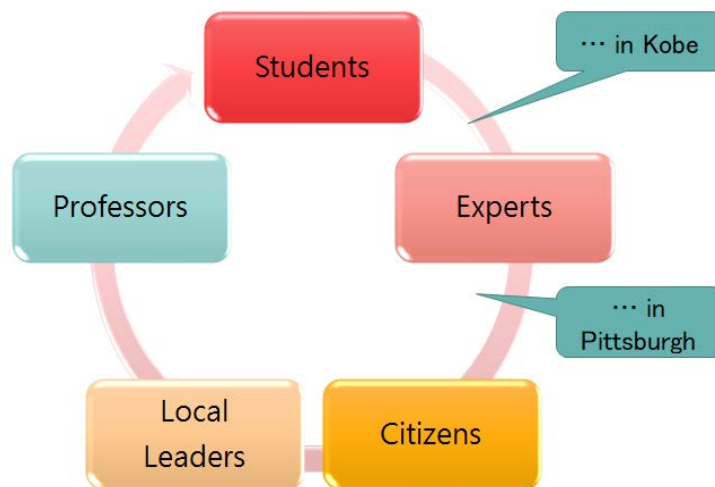 Students
… in Kobe
Professors
Experts
… in
Pittsburgh
Local
Leaders
Citizens